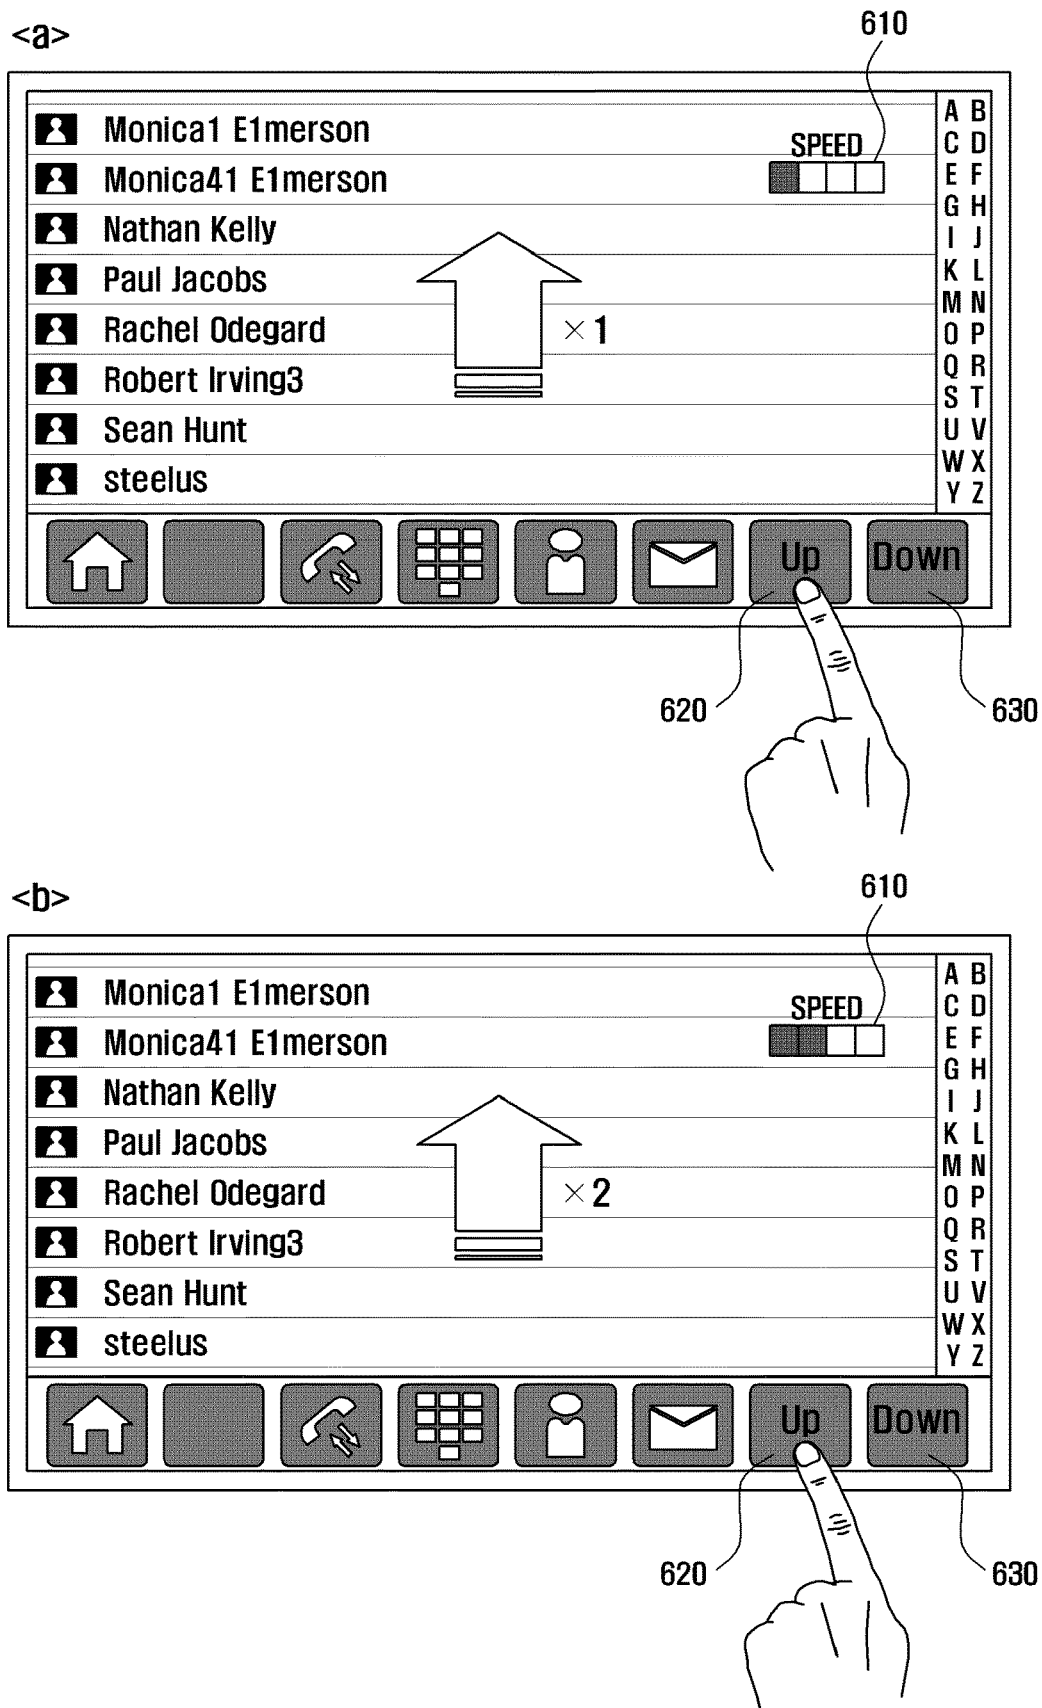 <a>
610
Monica1 E1merson
Monica41 E1merson
Nathan Kelly
Paul Jacobs
Rachel Odegard
Robert Irving3
Sean Hunt
steelus
SPEED
×1
A B
C D
E F
G H
I J
K L
M N
O P
Q R
S T
U V
W X
Y Z
Up
Down
620
630
<b>
610
Monica1 E1merson
Monica41 E1merson
Nathan Kelly
Paul Jacobs
Rachel Odegard
Robert Irving3
Sean Hunt
steelus
SPEED
×2
A B
C D
E F
G H
I J
K L
M N
O P
Q R
S T
U V
W X
Y Z
Up
Down
620
630